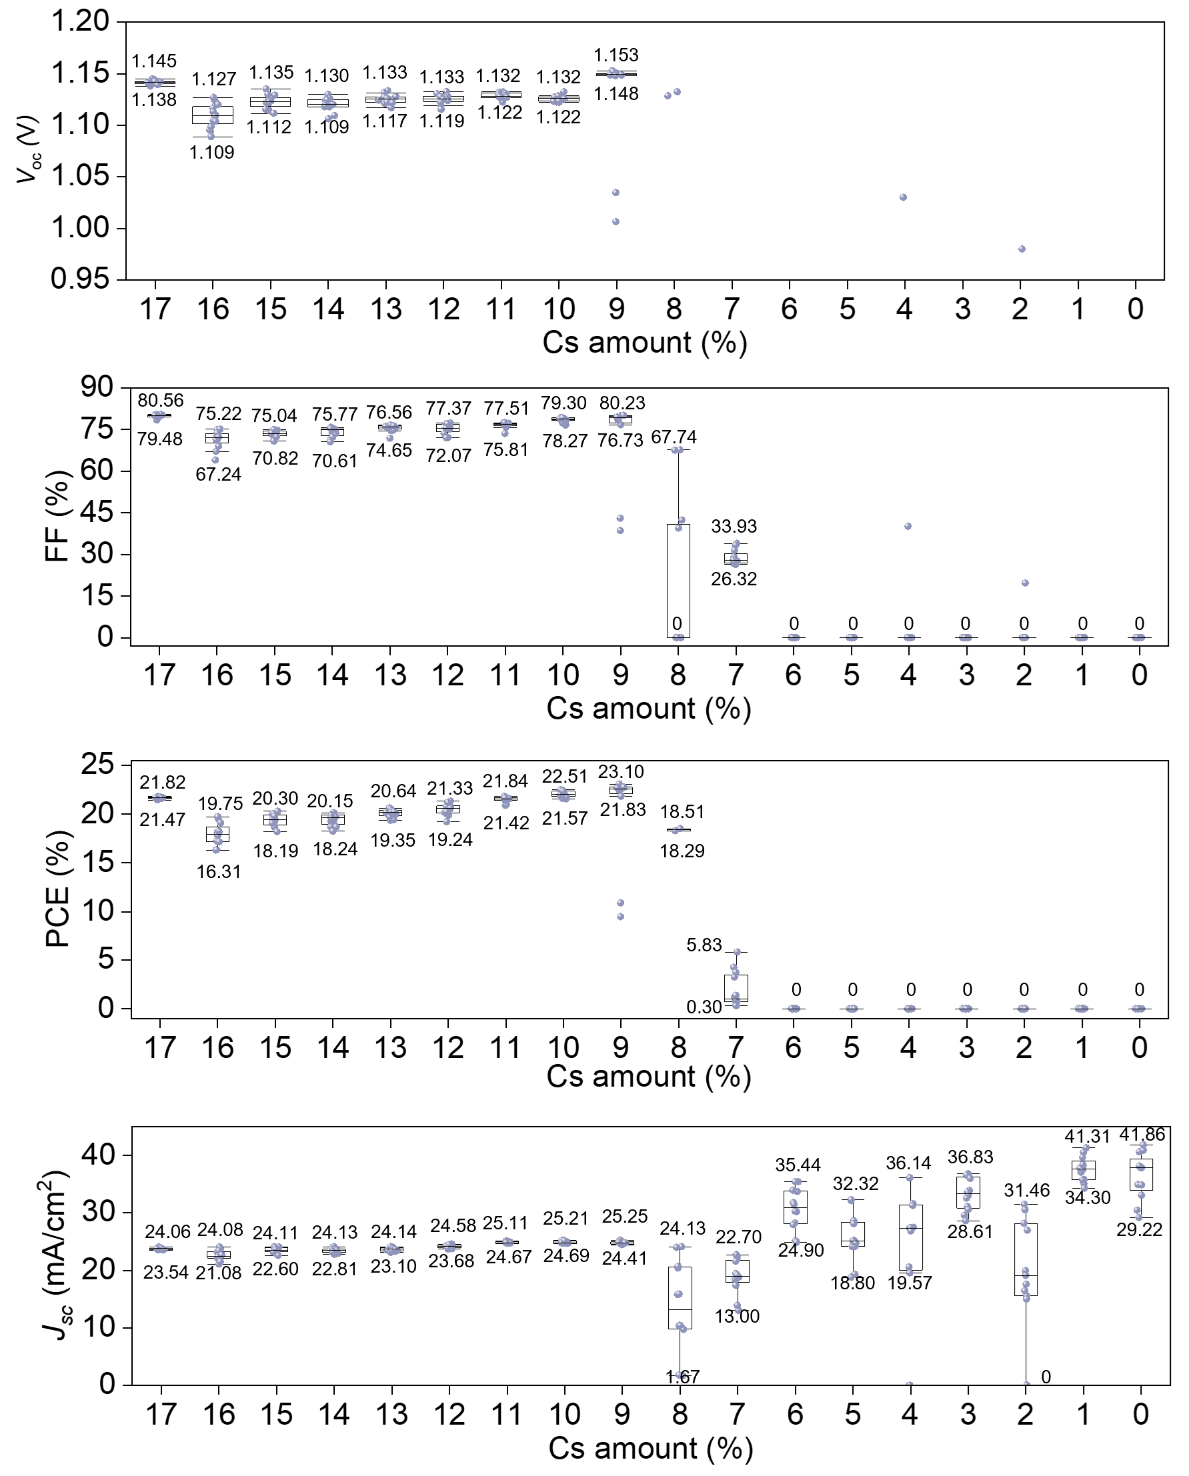 1.20
1.15
1.10
1.05
1.00
0.95
Voc (V)
1.145 1.127 1.135 1.130 1.133 1.133 1.132 1.132 1.153
1.138 1.109 1.112 1.109 1.117 1.119 1.122 1.122 1.148
17 16 15 14 13 12 11 10 9 8 7 6 5 4 3 2 1 0
Cs amount (%)
90
75
60
45
30
15
0
FF (%)
80.56 75.22 75.04 75.77 76.56 77.37 77.51 79.30 80.23 67.74 33.93
79.48 67.24 70.82 70.61 74.65 72.07 75.81 78.27 76.73 0 26.32 0 0 0 0 0 0 0
17 16 15 14 13 12 11 10 9 8 7 6 5 4 3 2 1 0
Cs amount (%)
25
20
15
10
5
0
PCE (%)
21.82 19.75 20.30 20.15 20.64 21.33 21.84 22.51 23.10 18.51 5.83 0 0 0 0 0 0 0
21.47 16.31 18.19 18.24 19.35 19.24 21.42 21.57 21.83 18.29 0.30
17 16 15 14 13 12 11 10 9 8 7 6 5 4 3 2 1 0
Cs amount (%)
40
30
20
10
0
Jsc (mA/cm²)
24.06 24.08 24.11 24.13 24.14 24.58 25.11 25.21 25.25 24.13 22.70 35.44 32.32 36.14 36.83 31.46 41.31 41.86
23.54 21.08 22.60 22.81 23.10 23.68 24.67 24.69 24.41 1.67 13.00 24.90 18.80 19.57 28.61 0 34.30 29.22
17 16 15 14 13 12 11 10 9 8 7 6 5 4 3 2 1 0
Cs amount (%)